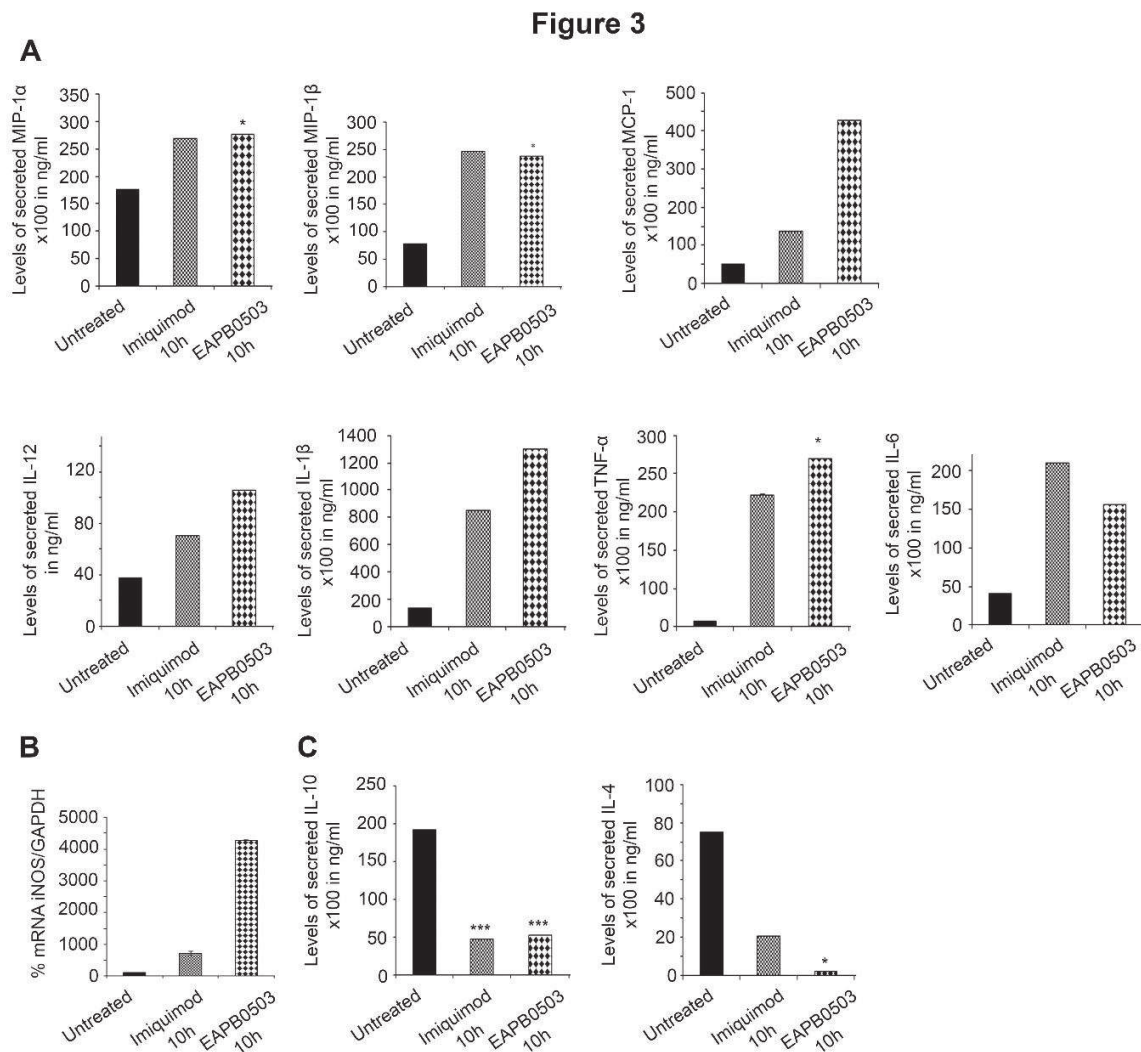 Figure 3
A
Levels of secreted MIP-1α
x100 in ng/ml
350
300
250
200
150
100
50
0
*
Untreated
Imiquimod
10h
EAPB0503
10h
Levels of secreted MIP-1β
x100 in ng/ml
350
300
250
200
150
100
50
0
*
Untreated
Imiquimod
10h
EAPB0503
10h
Levels of secreted MCP-1
x100 in ng/ml
500
400
300
200
100
0
Untreated
Imiquimod
10h
EAPB0503
10h
Levels of secreted IL-12
in ng/ml
120
80
40
0
Untreated
Imiquimod
10h
EAPB0503
10h
Levels of secreted IL-1β
x100 in ng/ml
1400
1200
1000
800
600
400
200
0
Untreated
Imiquimod
10h
EAPB0503
10h
Levels of secreted TNF-α
x100 in ng/ml
300
250
200
150
100
0
*
Untreated
Imiquimod
10h
EAPB0503
10h
Levels of secreted IL-6
x100 in ng/ml
200
150
100
50
0
Untreated
Imiquimod
10h
EAPB0503
10h
B
% mRNA iNOS/GAPDH
5000
4000
3000
2000
1000
0
Untreated
Imiquimod
10h
EAPB0503
10h
C
Levels of secreted IL-10
x100 in ng/ml
250
200
150
100
50
0
***
***
Untreated
Imiquimod
10h
EAPB0503
10h
Levels of secreted IL-4
x100 in ng/ml
100
80
60
40
20
0
*
Untreated
Imiquimod
10h
EAPB0503
10h